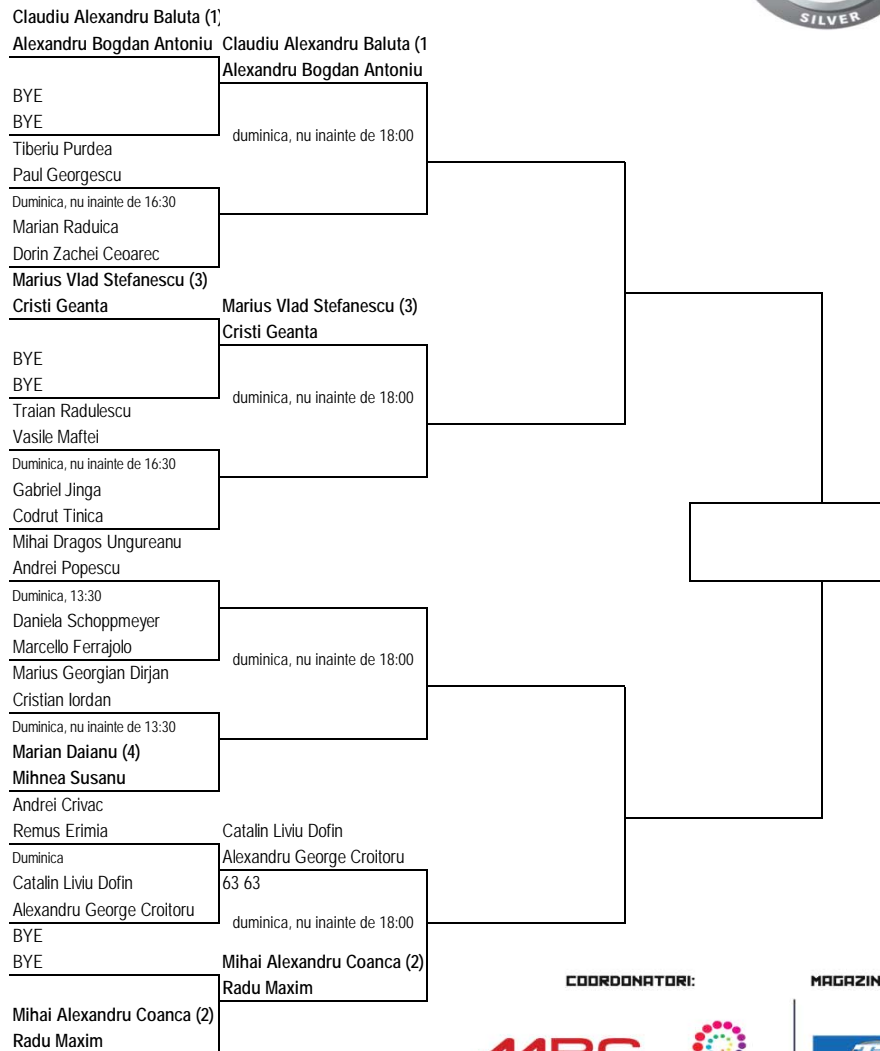 SILVER
Claudiu Alexandru Baluta (1)
Alexandru Bogdan Antoniu
BYE
BYE
Tiberiu Purdea
Paul Georgescu
Duminica, nu inainte de 16:30
Marian Raduica
Dorin Zachei Ceoarec
Marius Vlad Stefanescu (3)
Cristi Geanta
BYE
BYE
Traian Radulescu
Vasile Maftei
Duminica, nu inainte de 16:30
Gabriel Jinga
Codrut Tinica
Mihai Dragos Ungureanu
Andrei Popescu
Duminica, 13:30
Daniela Schoppmeyer
Marcello Ferrajolo
Marius Georgian Dirjan
Cristian Iordan
Duminica, nu inainte de 13:30
Marian Daianu (4)
Mihnea Susanu
Andrei Crivac
Remus Erimia
Duminica
Catalin Liviu Dofin
Alexandru George Croitoru
BYE
BYE
Mihai Alexandru Coanca (2)
Radu Maxim
Claudiu Alexandru Baluta (1
Alexandru Bogdan Antoniu
duminica, nu inainte de 18:00
Marius Vlad Stefanescu (3)
Cristi Geanta
duminica, nu inainte de 18:00
duminica, nu inainte de 18:00
Catalin Liviu Dofin
Alexandru George Croitoru
63 63
duminica, nu inainte de 18:00
Mihai Alexandru Coanca (2)
Radu Maxim
COORDONATORI:
MAGAZIN